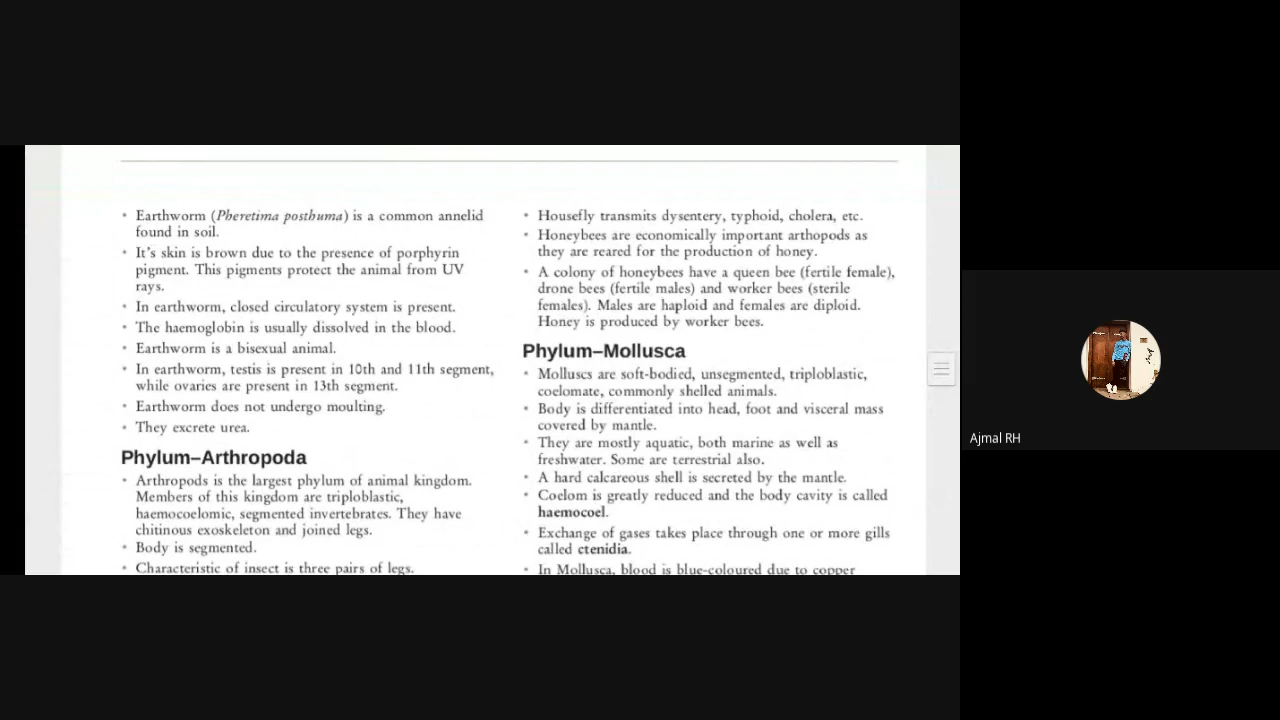 • Earthworm (Pheretima posthuma) is a common annelid
found in soil.
• It's skin is brown due to the presence of porphyrin
pigment. This pigments protect the animal from UV
rays.
• In earthworm, closed circulatory system is present.
• The haemoglobin is usually dissolved in the blood.
• Earthworm is a bisexual animal.
• In earthworm, testis is present in 10th and 11th segment,
while ovaries are present in 13th segment.
• Earthworm does not undergo moulting.
• They excrete urea.
Phylum–Arthropoda
• Arthropods is the largest phylum of animal kingdom.
Members of this kingdom are triploblastic,
haemocoelomic, segmented invertebrates. They have
chitinous exoskeleton and joined legs.
• Body is segmented.
• Characteristic of insect is three pairs of legs.
• Housefly transmits dysentery, typhoid, cholera, etc.
• Honeybees are economically important arthopods as
they are reared for the production of honey.
• A colony of honeybees have a queen bee (fertile female),
drone bees (fertile males) and worker bees (sterile
females). Males are haploid and females are diploid.
Honey is produced by worker bees.
Phylum–Mollusca
• Molluscs are soft-bodied, unsegmented, triploblastic,
coelomate, commonly shelled animals.
• Body is differentiated into head, foot and visceral mass
covered by mantle.
• They are mostly aquatic, both marine as well as
freshwater. Some are terrestrial also.
• A hard calcareous shell is secreted by the mantle.
• Coelom is greatly reduced and the body cavity is called
haemocoel.
• Exchange of gases takes place through one or more gills
called ctenidia.
• In Mollusca, blood is blue-coloured due to copper
Ajmal RH